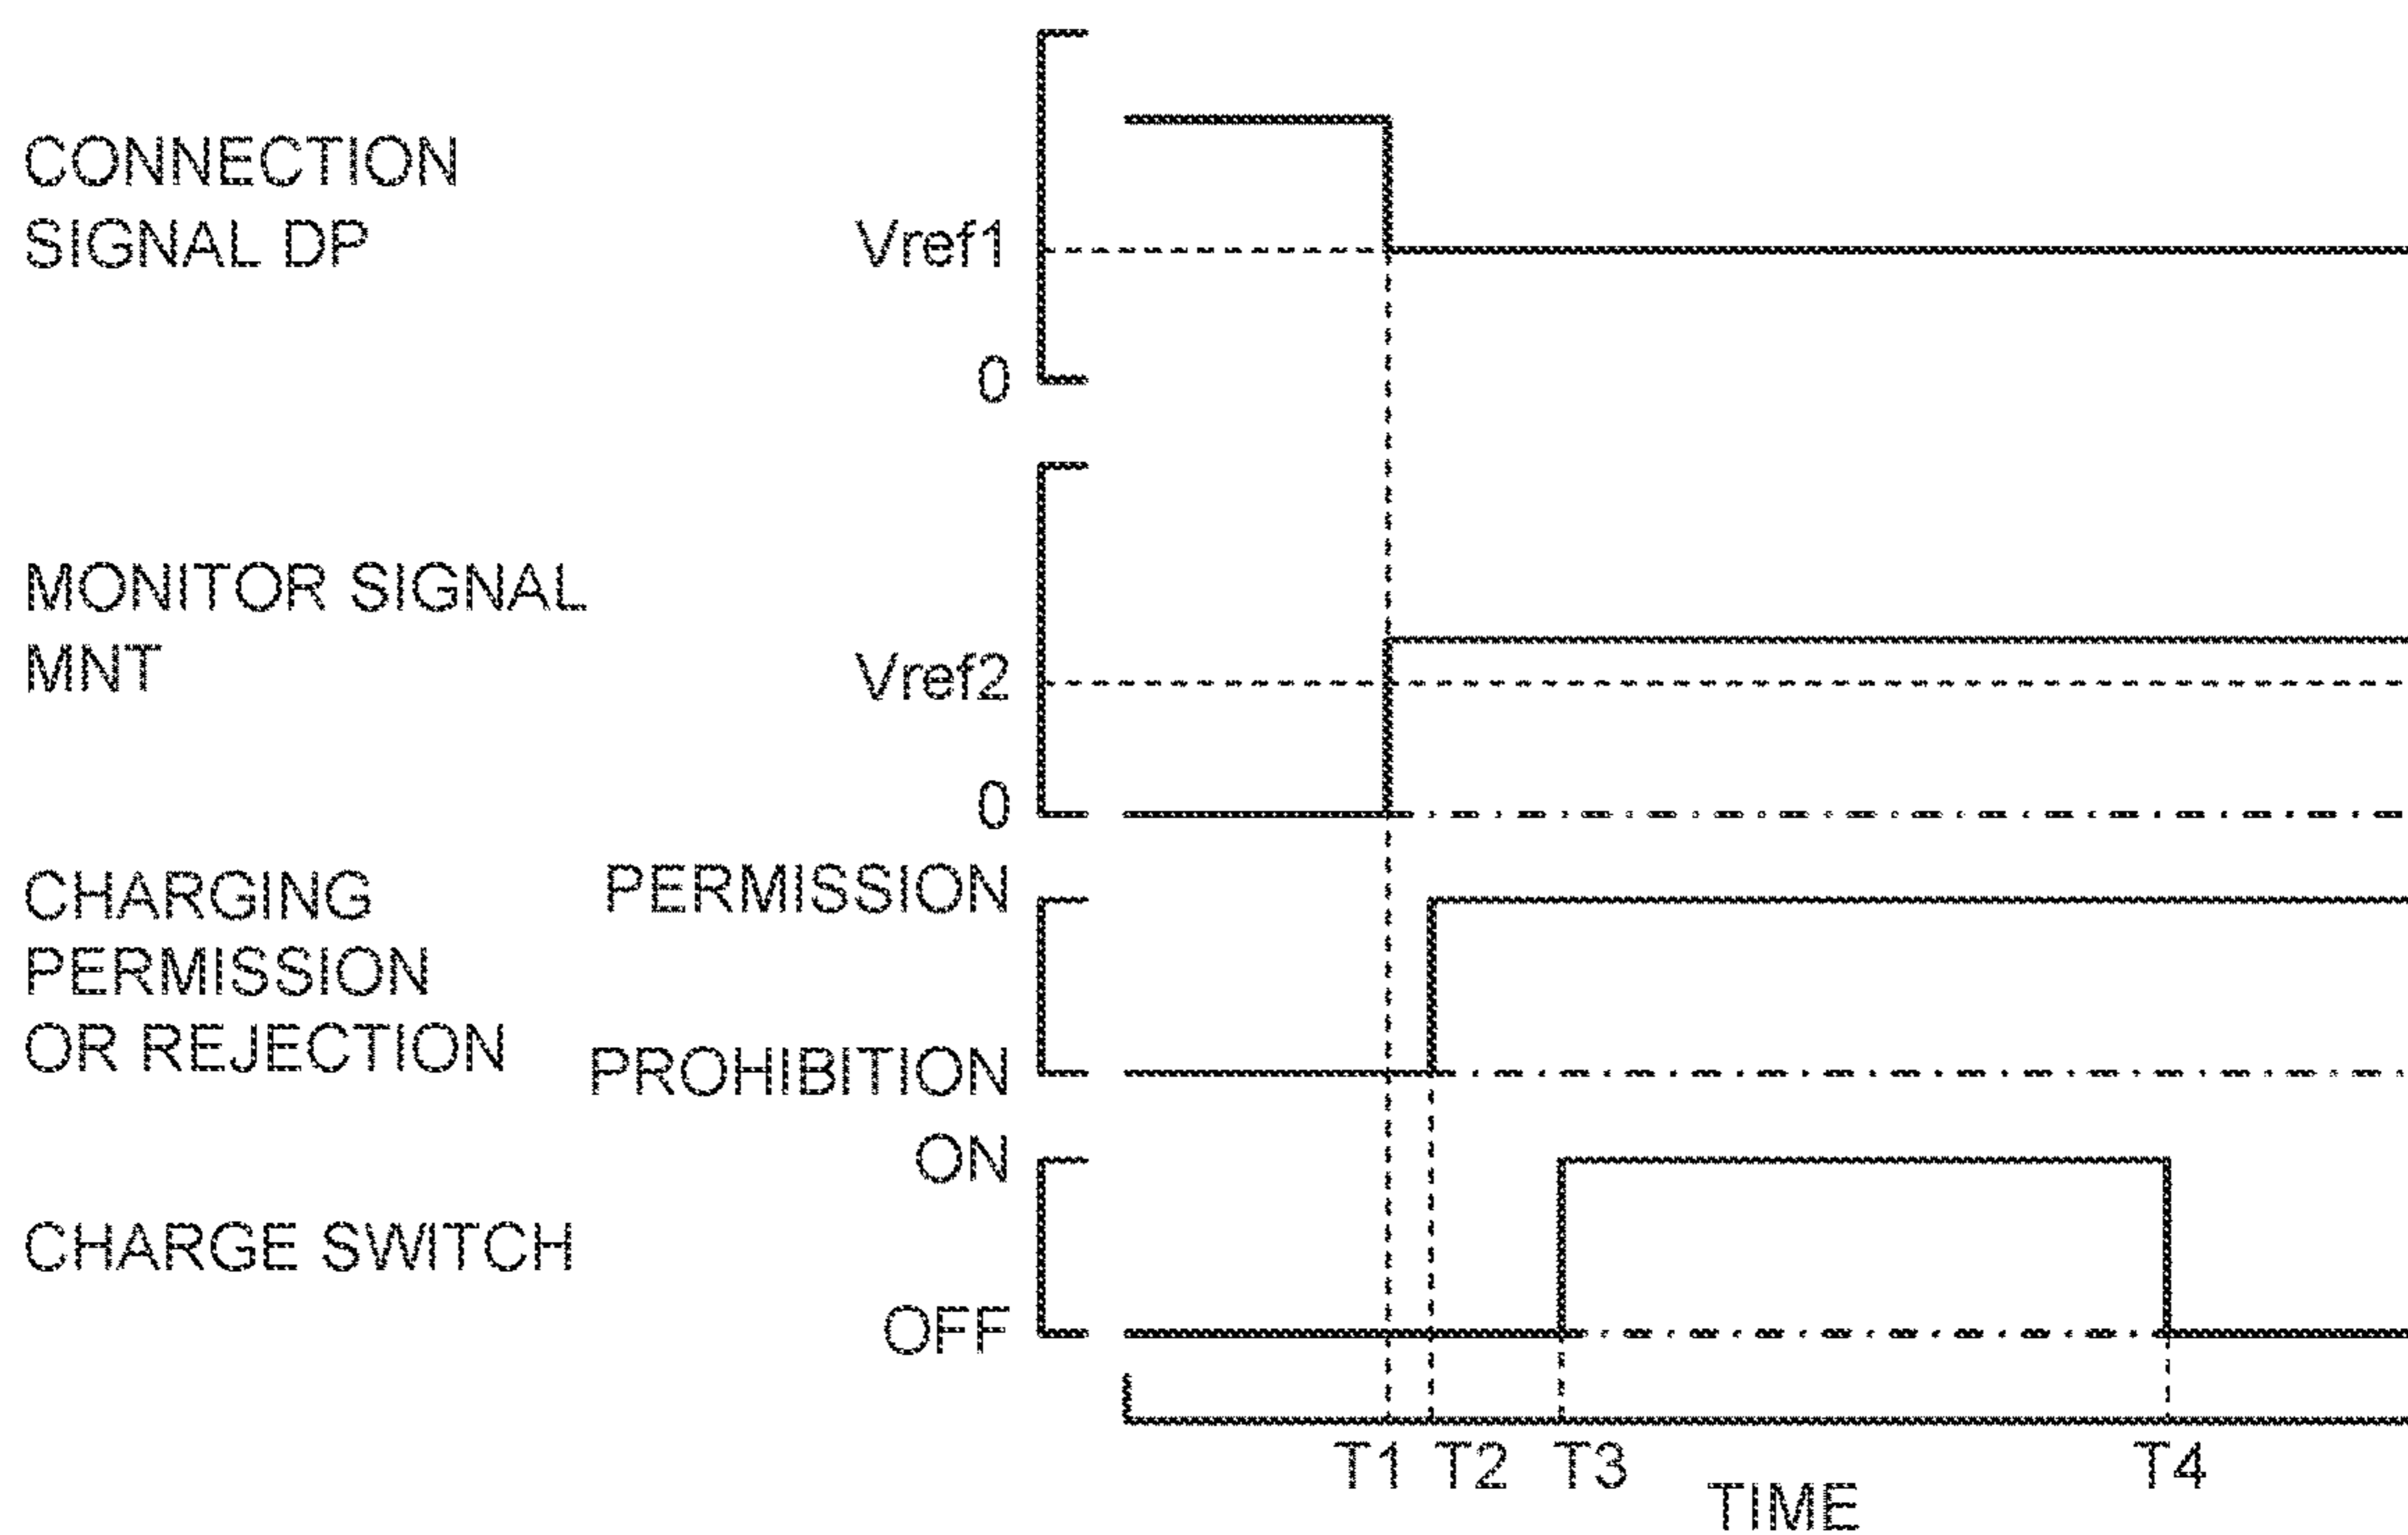 CONNECTION
SIGNAL DP
Vref1
0
MONITOR SIGNAL
MNT
Vref2
0
CHARGING
PERMISSION
OR REJECTION
PERMISSION
PROHIBITION
CHARGE SWITCH
ON
OFF
T1 T2 T3 T4
TIME